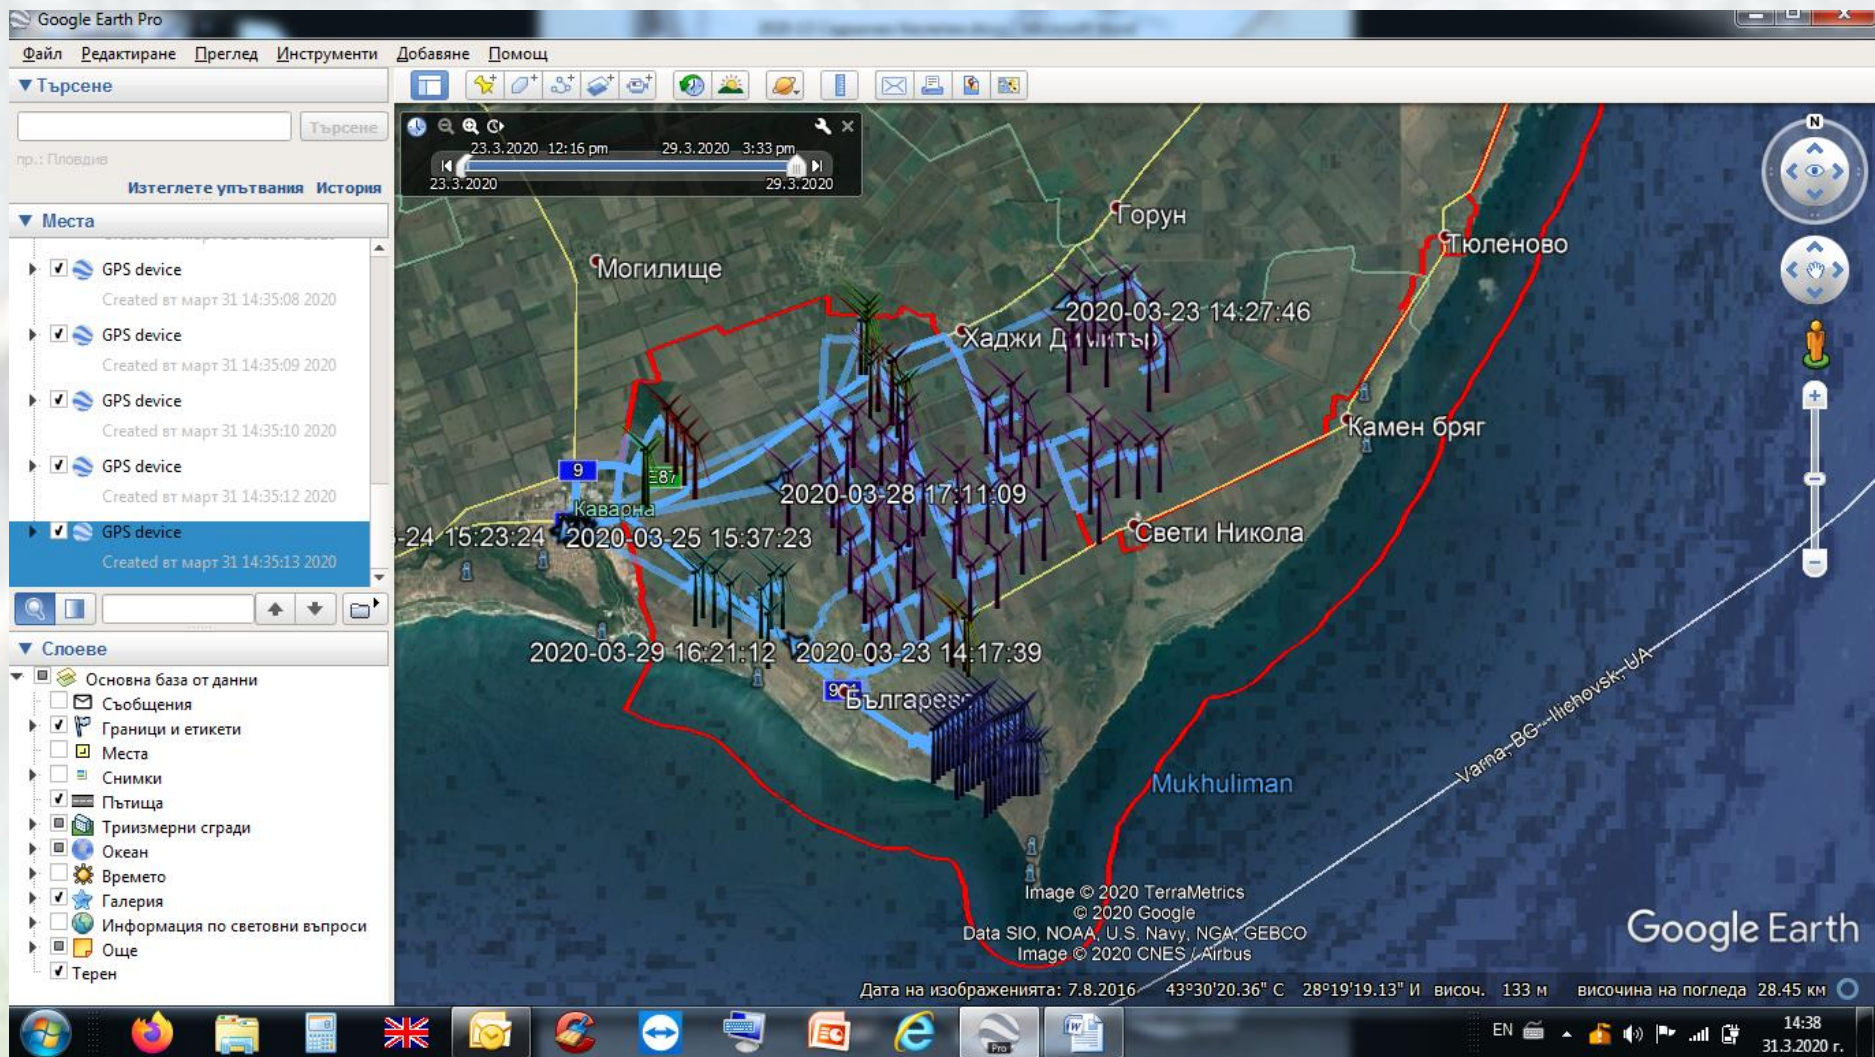 Google Earth Pro
Файл Редактиране Преглед Инструменти Добавяне Помощ
Търсене
Търсене
пр.: Пловдив
Изтеглете упътвания История
Места
GPS device
Created вт март 31 14:35:08 2020
GPS device
Created вт март 31 14:35:09 2020
GPS device
Created вт март 31 14:35:10 2020
GPS device
Created вт март 31 14:35:12 2020
GPS device
Created вт март 31 14:35:13 2020
Слоеве
Основна база от данни
Съобщения
Граници и етикети
Места
Снимки
Пътища
Триизмерни сгради
Океан
Времето
Галерия
Информация по световни въпроси
Още
Терен
23.3.2020 12:16 pm 29.3.2020 3:33 pm
23.3.2020 29.3.2020
N
Горун
Тюленово
Могилище
2020-03-23 14:27:46
Хаджи Димитър
Камен бряг
9
E87
2020-03-28 17:11:09
Каварна
-24 15:23:24 2020-03-25 15:37:23
Свети Никола
2020-03-29 16:21:12 2020-03-23 14:17:39
Българево
Varna, BG--Ilichovsk, UA
Mukhuliman
Image © 2020 TerraMetrics
© 2020 Google
Data SIO, NOAA, U.S. Navy, NGA, GEBCO
Image © 2020 CNES / Airbus
Google Earth
Дата на изображенията: 7.8.2016 43°30'20.36" С 28°19'19.13" И височ. 133 м височина на погледа 28.45 км
Pro
EN
14:38
31.3.2020 г.